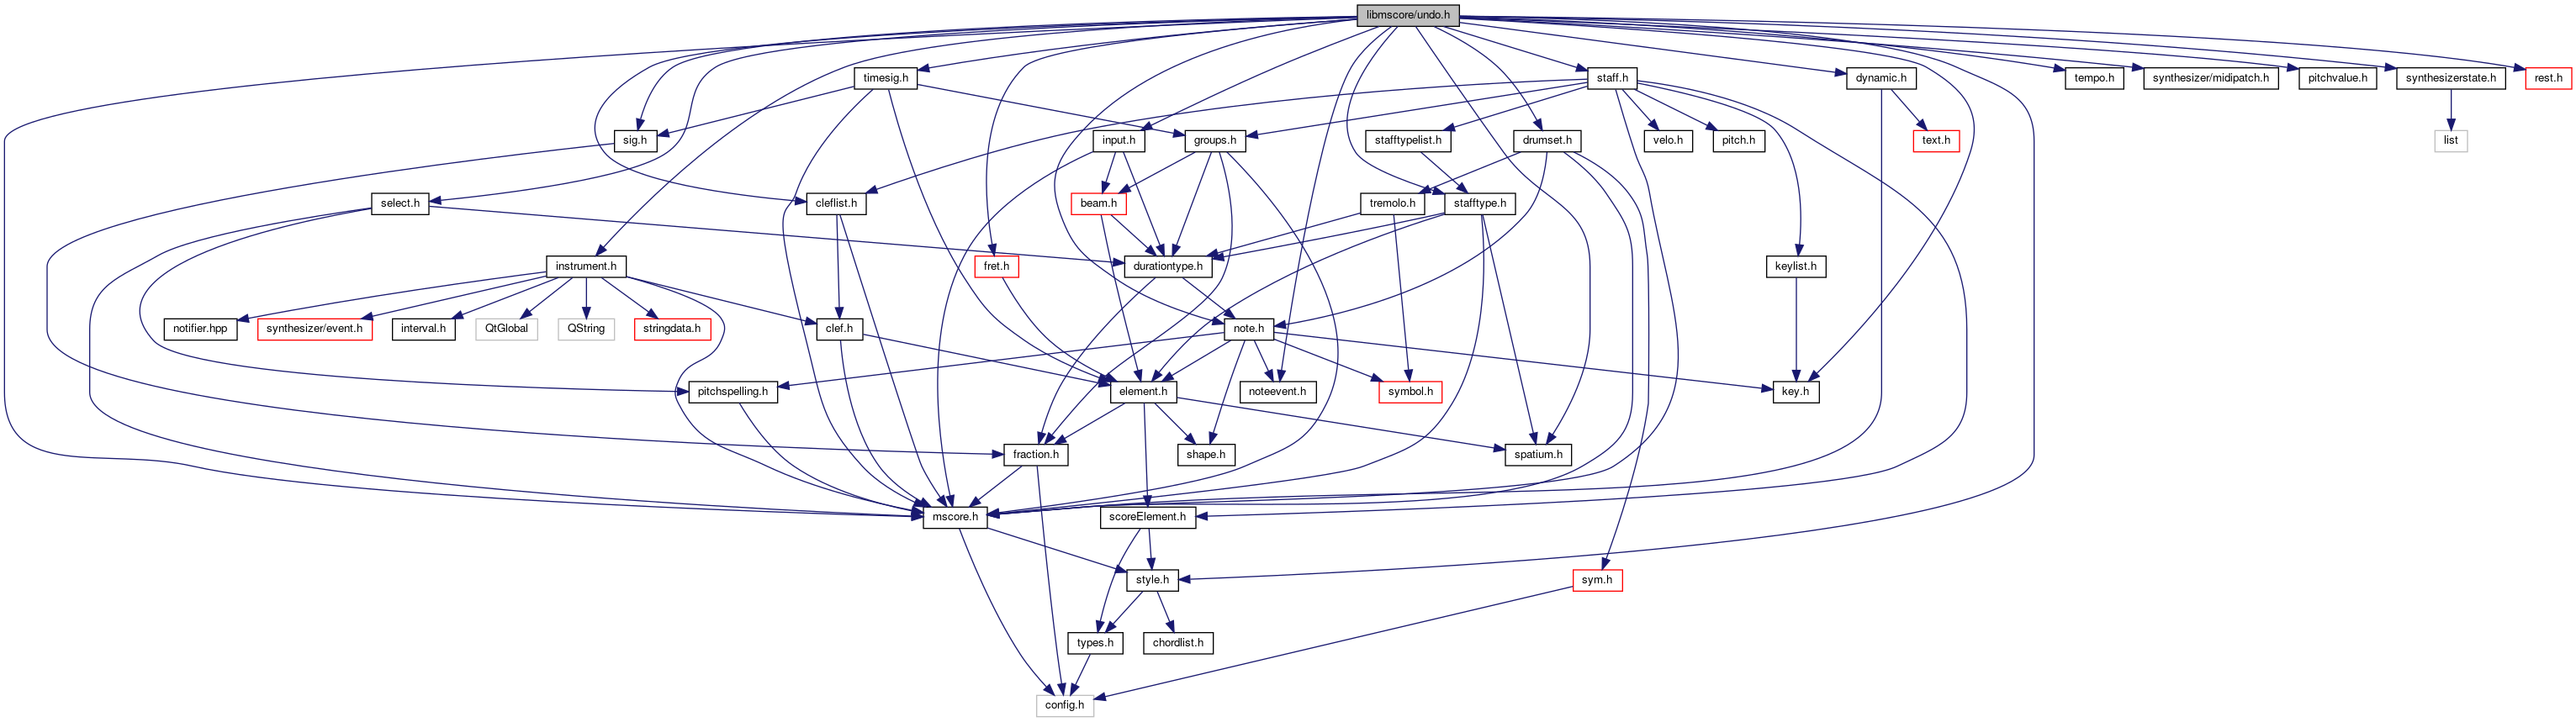 libmscore/undo.h
timesig.h
staff.h
dynamic.h
tempo.h
synthesizer/midipatch.h
pitchvalue.h
synthesizerstate.h
rest.h
sig.h
input.h
groups.h
stafftypelist.h
drumset.h
velo.h
pitch.h
text.h
list
select.h
cleflist.h
beam.h
tremolo.h
stafftype.h
instrument.h
fret.h
durationtype.h
keylist.h
notifier.hpp
synthesizer/event.h
interval.h
QtGlobal
QString
stringdata.h
clef.h
note.h
pitchspelling.h
element.h
noteevent.h
symbol.h
key.h
fraction.h
shape.h
spatium.h
mscore.h
scoreElement.h
style.h
sym.h
types.h
chordlist.h
config.h